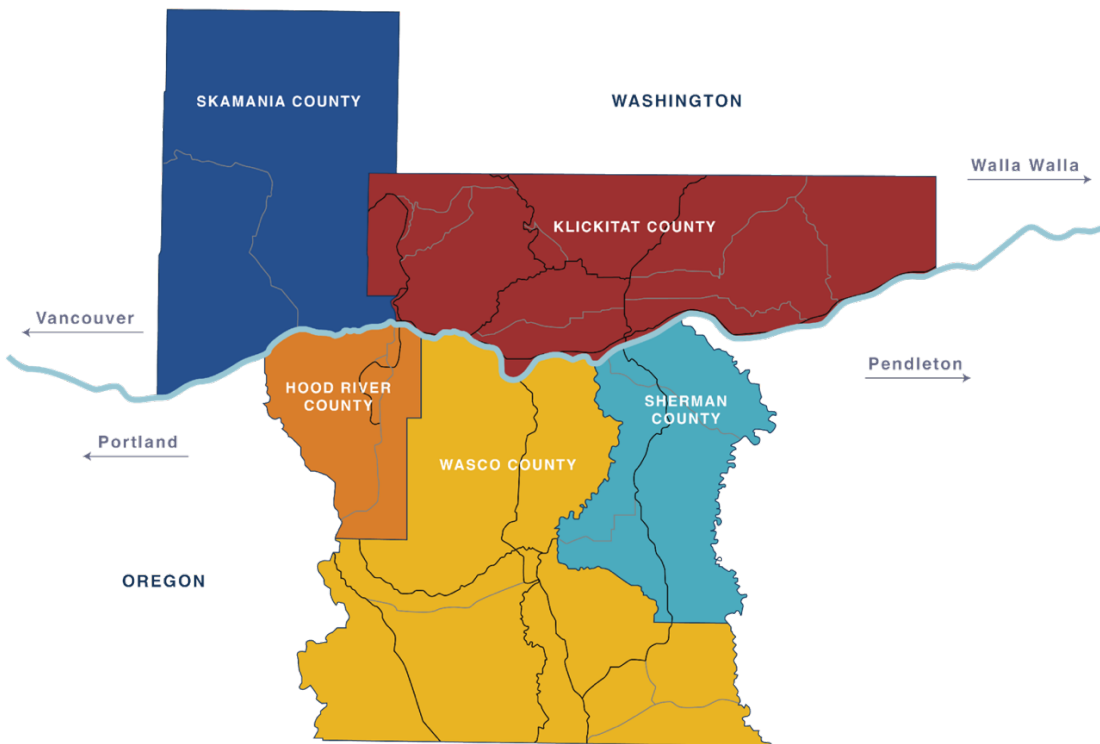 SKAMANIA COUNTY
WASHINGTON
Walla Walla
KLICKITAT COUNTY
Vancouver
Pendleton
HOOD RIVER
COUNTY
SHERMAN
COUNTY
Portland
WASCO COUNTY
OREGON